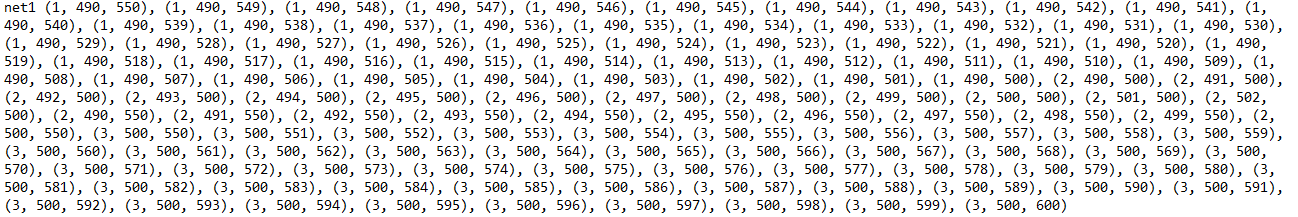 net1 (1, 490, 550), (1, 490, 549), (1, 490, 548), (1, 490, 547), (1, 490, 546), (1, 490, 545), (1, 490, 544), (1, 490, 543), (1, 490, 542), (1, 490, 541), (1,
490, 540), (1, 490, 539), (1, 490, 538), (1, 490, 537), (1, 490, 536), (1, 490, 535), (1, 490, 534), (1, 490, 533), (1, 490, 532), (1, 490, 531), (1, 490, 530),
(1, 490, 529), (1, 490, 528), (1, 490, 527), (1, 490, 526), (1, 490, 525), (1, 490, 524), (1, 490, 523), (1, 490, 522), (1, 490, 521), (1, 490, 520), (1, 490,
519), (1, 490, 518), (1, 490, 517), (1, 490, 516), (1, 490, 515), (1, 490, 514), (1, 490, 513), (1, 490, 512), (1, 490, 511), (1, 490, 510), (1, 490, 509), (1,
490, 508), (1, 490, 507), (1, 490, 506), (1, 490, 505), (1, 490, 504), (1, 490, 503), (1, 490, 502), (1, 490, 501), (1, 490, 500), (2, 490, 500), (2, 491, 500),
(2, 492, 500), (2, 493, 500), (2, 494, 500), (2, 495, 500), (2, 496, 500), (2, 497, 500), (2, 498, 500), (2, 499, 500), (2, 500, 500), (2, 501, 500), (2, 502,
500), (2, 490, 550), (2, 491, 550), (2, 492, 550), (2, 493, 550), (2, 494, 550), (2, 495, 550), (2, 496, 550), (2, 497, 550), (2, 498, 550), (2, 499, 550), (2,
500, 550), (3, 500, 550), (3, 500, 551), (3, 500, 552), (3, 500, 553), (3, 500, 554), (3, 500, 555), (3, 500, 556), (3, 500, 557), (3, 500, 558), (3, 500, 559),
(3, 500, 560), (3, 500, 561), (3, 500, 562), (3, 500, 563), (3, 500, 564), (3, 500, 565), (3, 500, 566), (3, 500, 567), (3, 500, 568), (3, 500, 569), (3, 500,
570), (3, 500, 571), (3, 500, 572), (3, 500, 573), (3, 500, 574), (3, 500, 575), (3, 500, 576), (3, 500, 577), (3, 500, 578), (3, 500, 579), (3, 500, 580), (3,
500, 581), (3, 500, 582), (3, 500, 583), (3, 500, 584), (3, 500, 585), (3, 500, 586), (3, 500, 587), (3, 500, 588), (3, 500, 589), (3, 500, 590), (3, 500, 591),
(3, 500, 592), (3, 500, 593), (3, 500, 594), (3, 500, 595), (3, 500, 596), (3, 500, 597), (3, 500, 598), (3, 500, 599), (3, 500, 600)